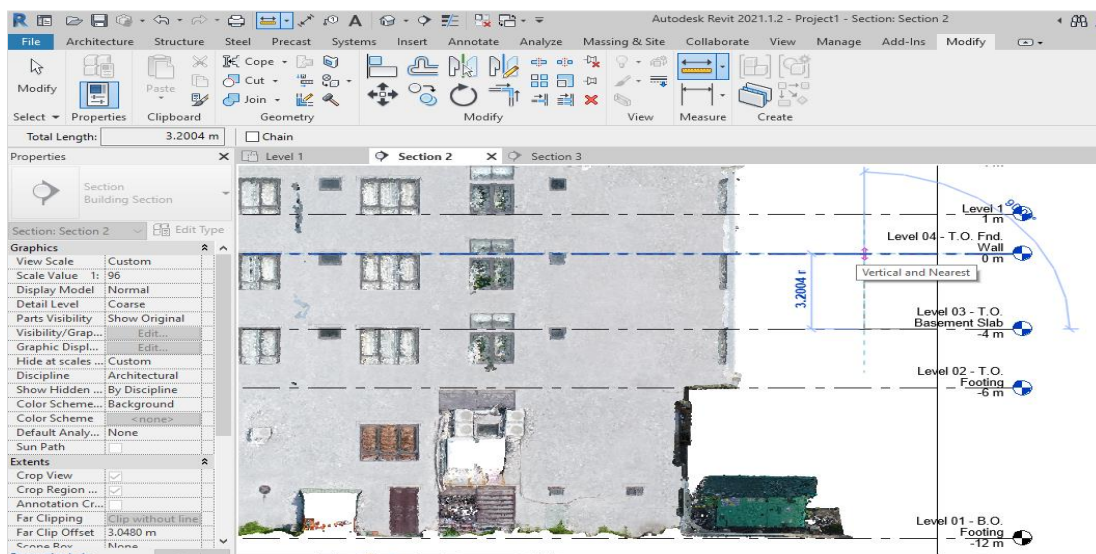 Autodesk Revit 2021.1.2 - Project1 - Section: Section 2
File Architecture Structure Steel Precast Systems Insert Annotate Analyze Massing & Site Collaborate View Manage Add-Ins Modify
Modify
Paste
Cope
Cut
Join
Select Properties Clipboard Geometry Modify View Measure Create
Total Length: 3.2004 m Chain
Properties
Level 1 Section 2 Section 3
Section
Building Section
Section: Section 2 Edit Type
Graphics
View Scale Custom
Scale Value 1: 96
Display Model Normal
Detail Level Coarse
Parts Visibility Show Original
Visibility/Grap... Edit...
Graphic Displ... Edit...
Hide at scales ... Custom
Discipline Architectural
Show Hidden ... By Discipline
Color Scheme... Background
Color Scheme <none>
Default Analy... None
Sun Path
Extents
Crop View
Crop Region ...
Annotation Cr...
Far Clipping Clip without line
Far Clip Offset 3.0480 m
Scope Box None
Level 1
1 m
Level 04 - T.O. Fnd.
Wall
0 m
Vertical and Nearest
3.2004 r
Level 03 - T.O.
Basement Slab
-4 m
Level 02 - T.O.
Footing
-6 m
Level 01 - B.O.
Footing
-12 m